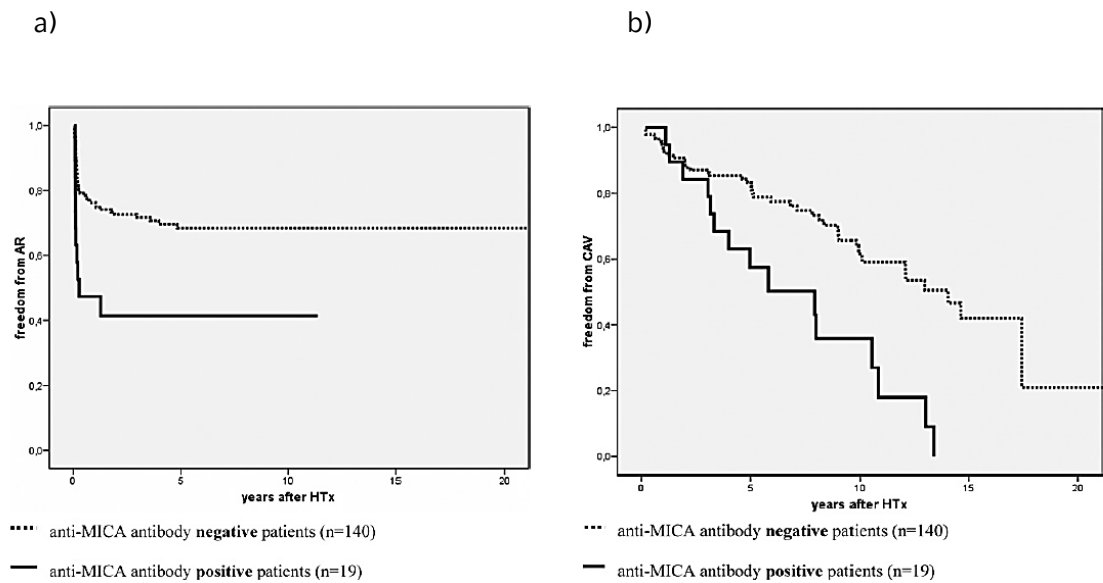 a)
b)
1,0
0,8
0,6
0,4
0,2
0,0
freedom from AR
0 5 10 15 20
years after HTx
anti-MICA antibody negative patients (n=140)
anti-MICA antibody positive patients (n=19)
1,0
0,8
0,6
0,4
0,2
0,0
freedom from CAV
0 5 10 15 20
years after HTx
anti-MICA antibody negative patients (n=140)
anti-MICA antibody positive patients (n=19)